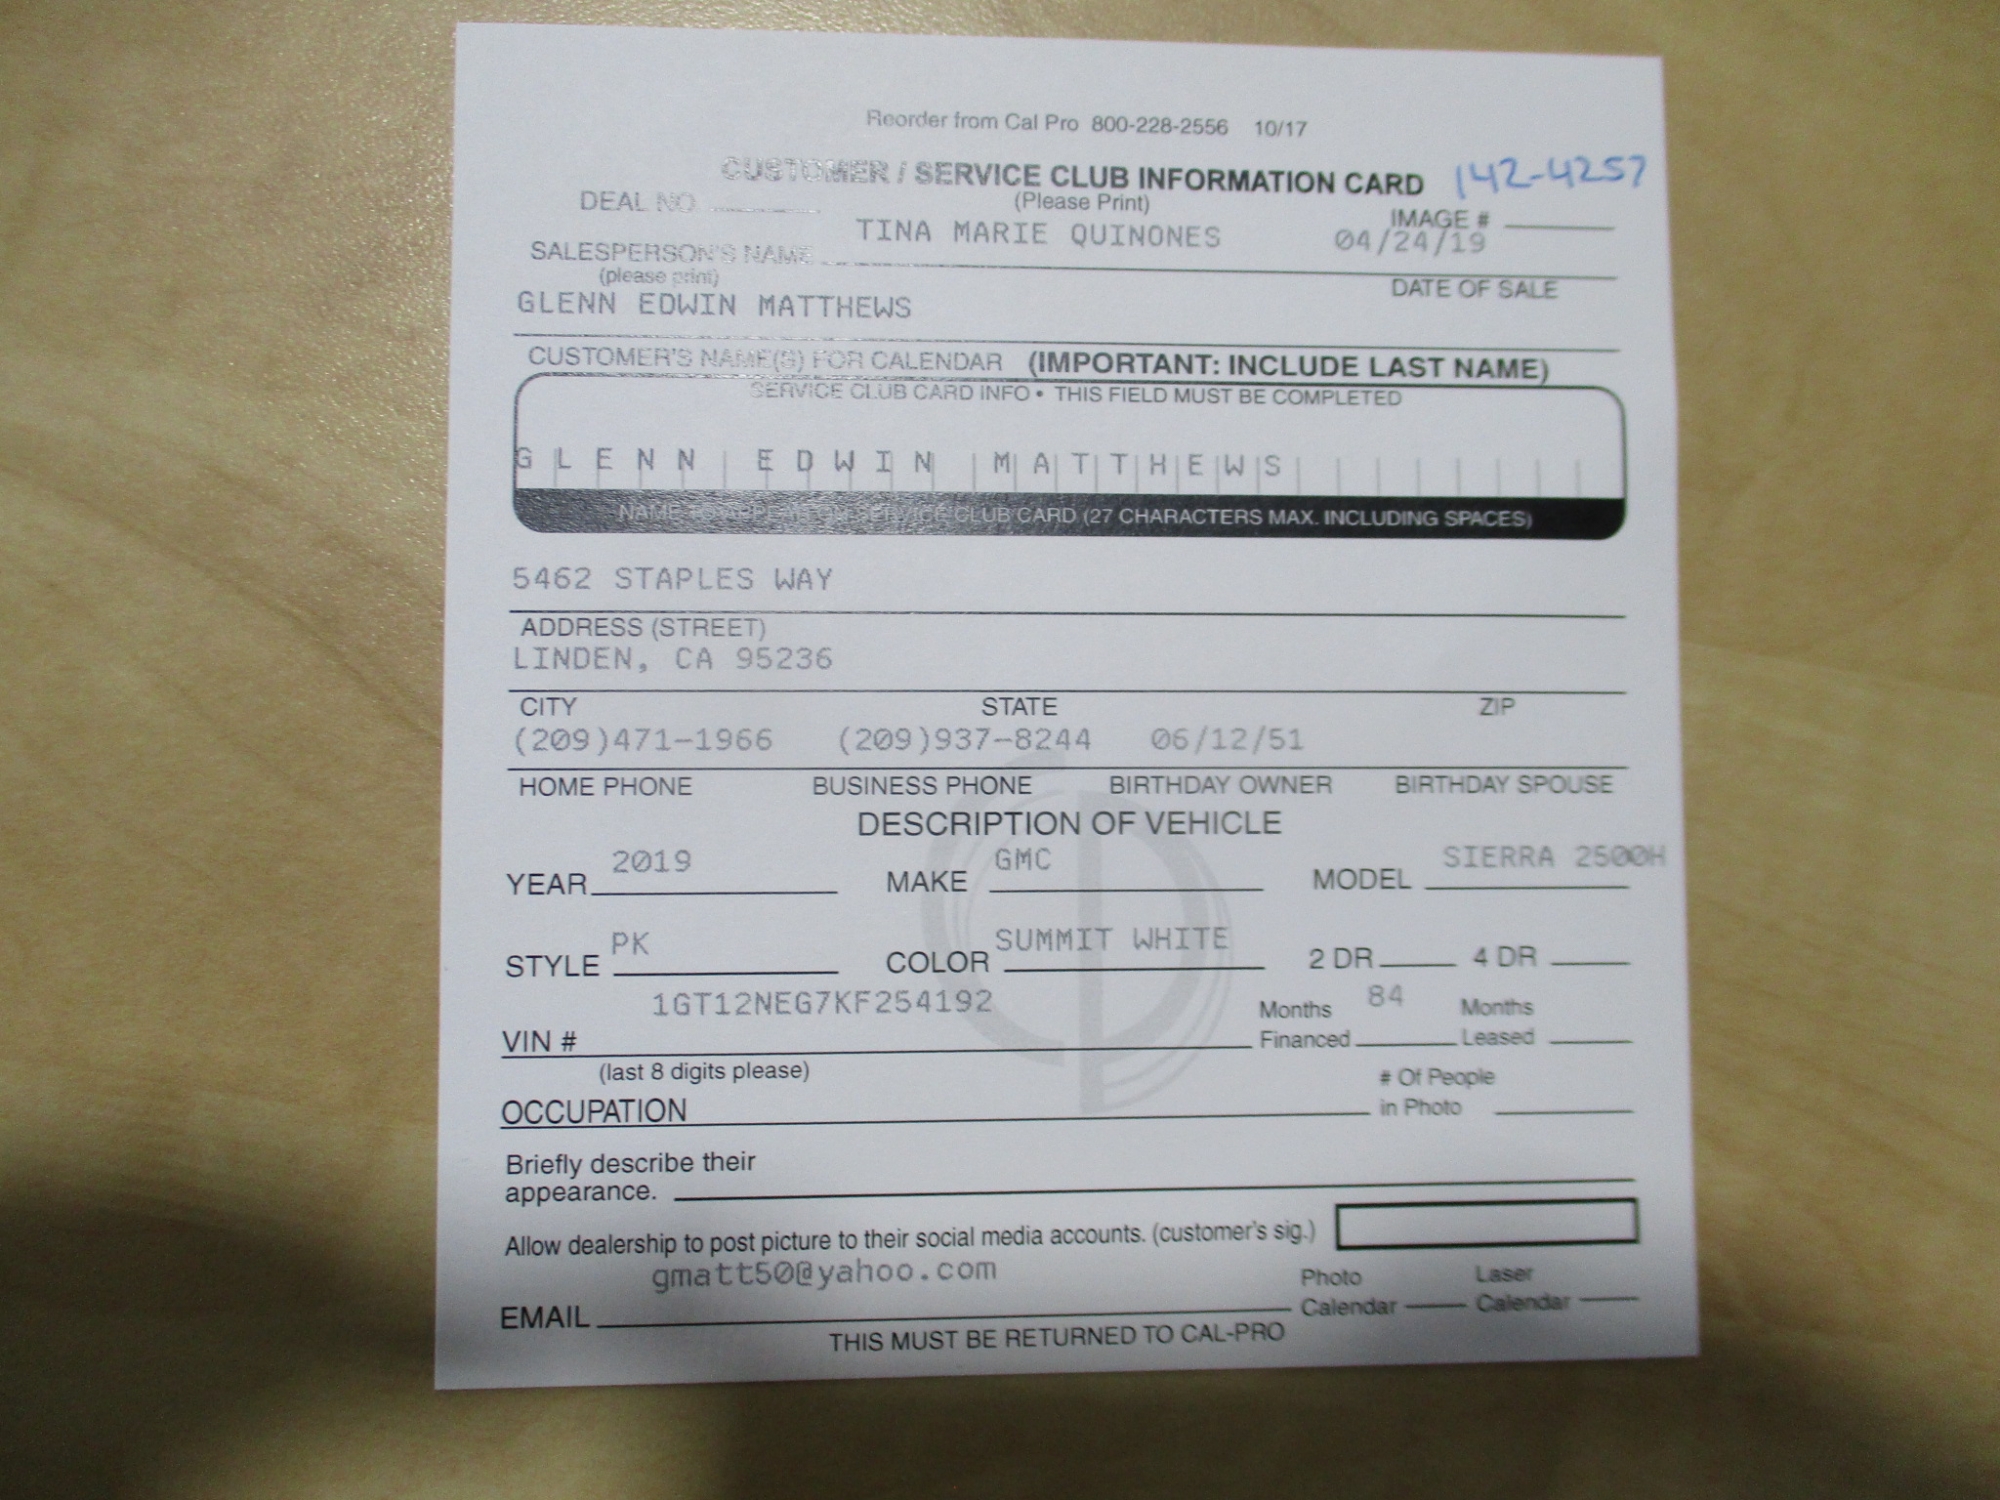 Reorder from Cal Pro 800-228-2556 10/17
CUSTOMER / SERVICE CLUB INFORMATION CARD 142-4257
DEAL NO. (Please Print) IMAGE #
TINA MARIE QUINONES 04/24/19
SALESPERSON'S NAME
(please print) DATE OF SALE
GLENN EDWIN MATTHEWS
CUSTOMER'S NAME(S) FOR CALENDAR (IMPORTANT: INCLUDE LAST NAME)
SERVICE CLUB CARD INFO • THIS FIELD MUST BE COMPLETED
GLENN EDWIN MATTHEWS
NAME TO APPEAR ON SERVICE CLUB CARD (27 CHARACTERS MAX. INCLUDING SPACES)
5462 STAPLES WAY
ADDRESS (STREET)
LINDEN, CA 95236
CITY STATE ZIP
(209)471-1966 (209)937-8244 06/12/51
HOME PHONE BUSINESS PHONE BIRTHDAY OWNER BIRTHDAY SPOUSE
DESCRIPTION OF VEHICLE
YEAR 2019 MAKE GMC MODEL SIERRA 2500H
STYLE PK COLOR SUMMIT WHITE 2 DR 4 DR
1GT12NEG7KF254192 Months 84 Months
VIN # Financed Leased
(last 8 digits please) # Of People
OCCUPATION in Photo
Briefly describe their
appearance.
Allow dealership to post picture to their social media accounts. (customer's sig.)
gmatt50@yahoo.com Photo Laser
EMAIL Calendar Calendar
THIS MUST BE RETURNED TO CAL-PRO